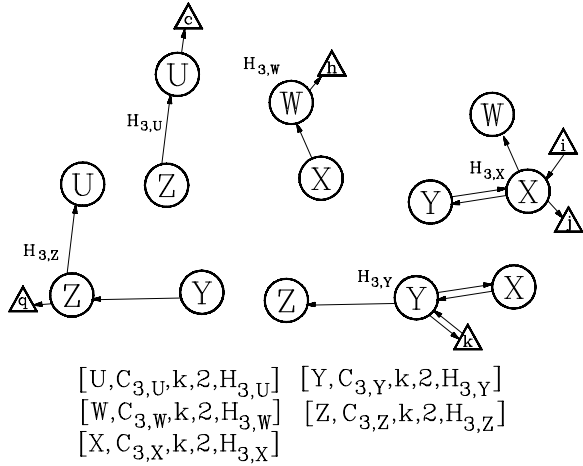 c
U
H3,U
Z
H3,W
h
W
X
W
i
H3,X
X
Y
j
U
H3,Z
q
Z
Y
H3,Y
Z
Y
X
k
[U,C3,U,k,2,H3,U] [Y,C3,Y,k,2,H3,Y]
[W,C3,W,k,2,H3,W] [Z,C3,Z,k,2,H3,Z]
[X,C3,X,k,2,H3,X]